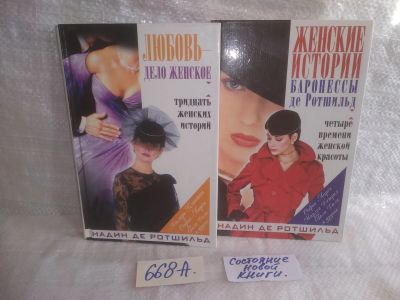 ЛЮБОВЬ—
ДЕЛО ЖЕНСКОЕ
ТРИДЦАТЬ
ЖЕНСКИХ
ИСТОРИЙ
НАДИН ДЕ РОТШИЛЬД
ЖЕНСКИЕ
ИСТОРИИ
БАРОНЕССЫ
де РОТШИЛЬД
ЧЕТЫРЕ
ВРЕМЕНИ
ЖЕНСКОЙ
КРАСОТЫ
НАДИН ДЕ РОТШИЛЬД
668-А.
СОСТОЯНИЕ
НОВОЙ
КНИГИ.